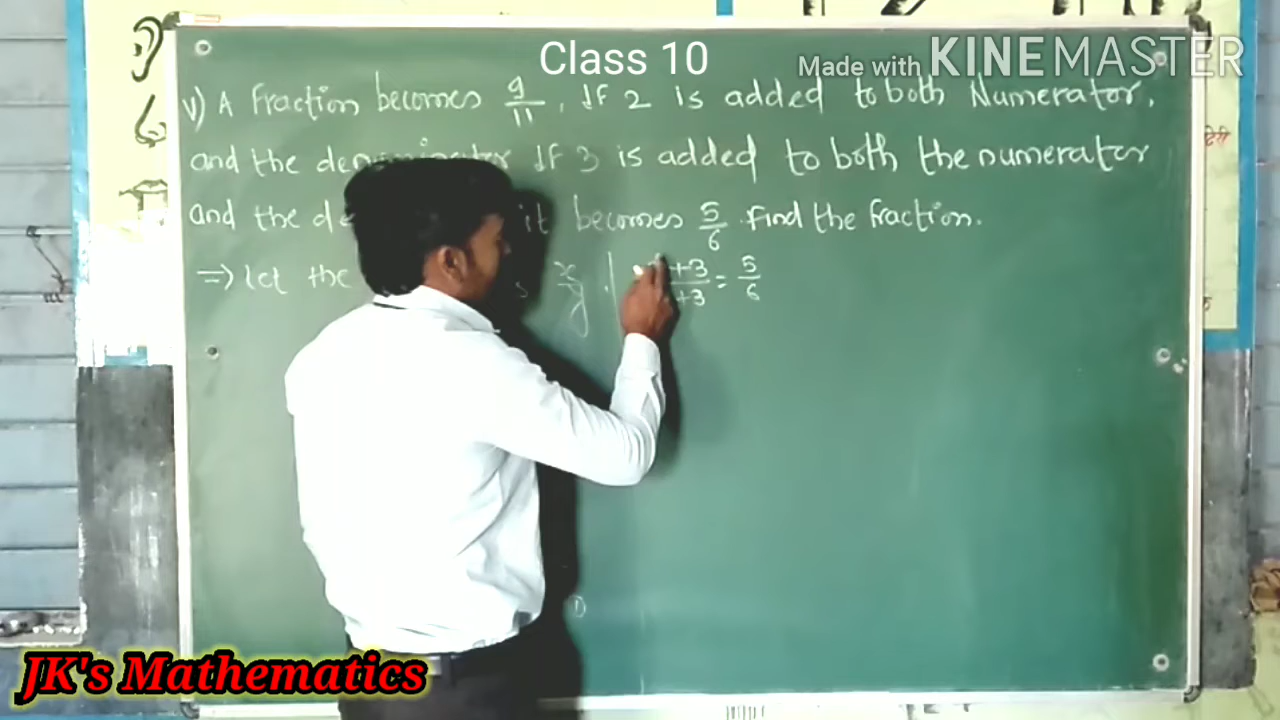 Class 10
Made with KINEMASTER
v) A fraction becomes 9/11, If 2 is added to both Numerator.
and the If 3 is added to both the numerator
and the it becomes 5/6 . Find the fraction.
=> let the x/y .
+3/+3 = 5/6
JK's Mathematics